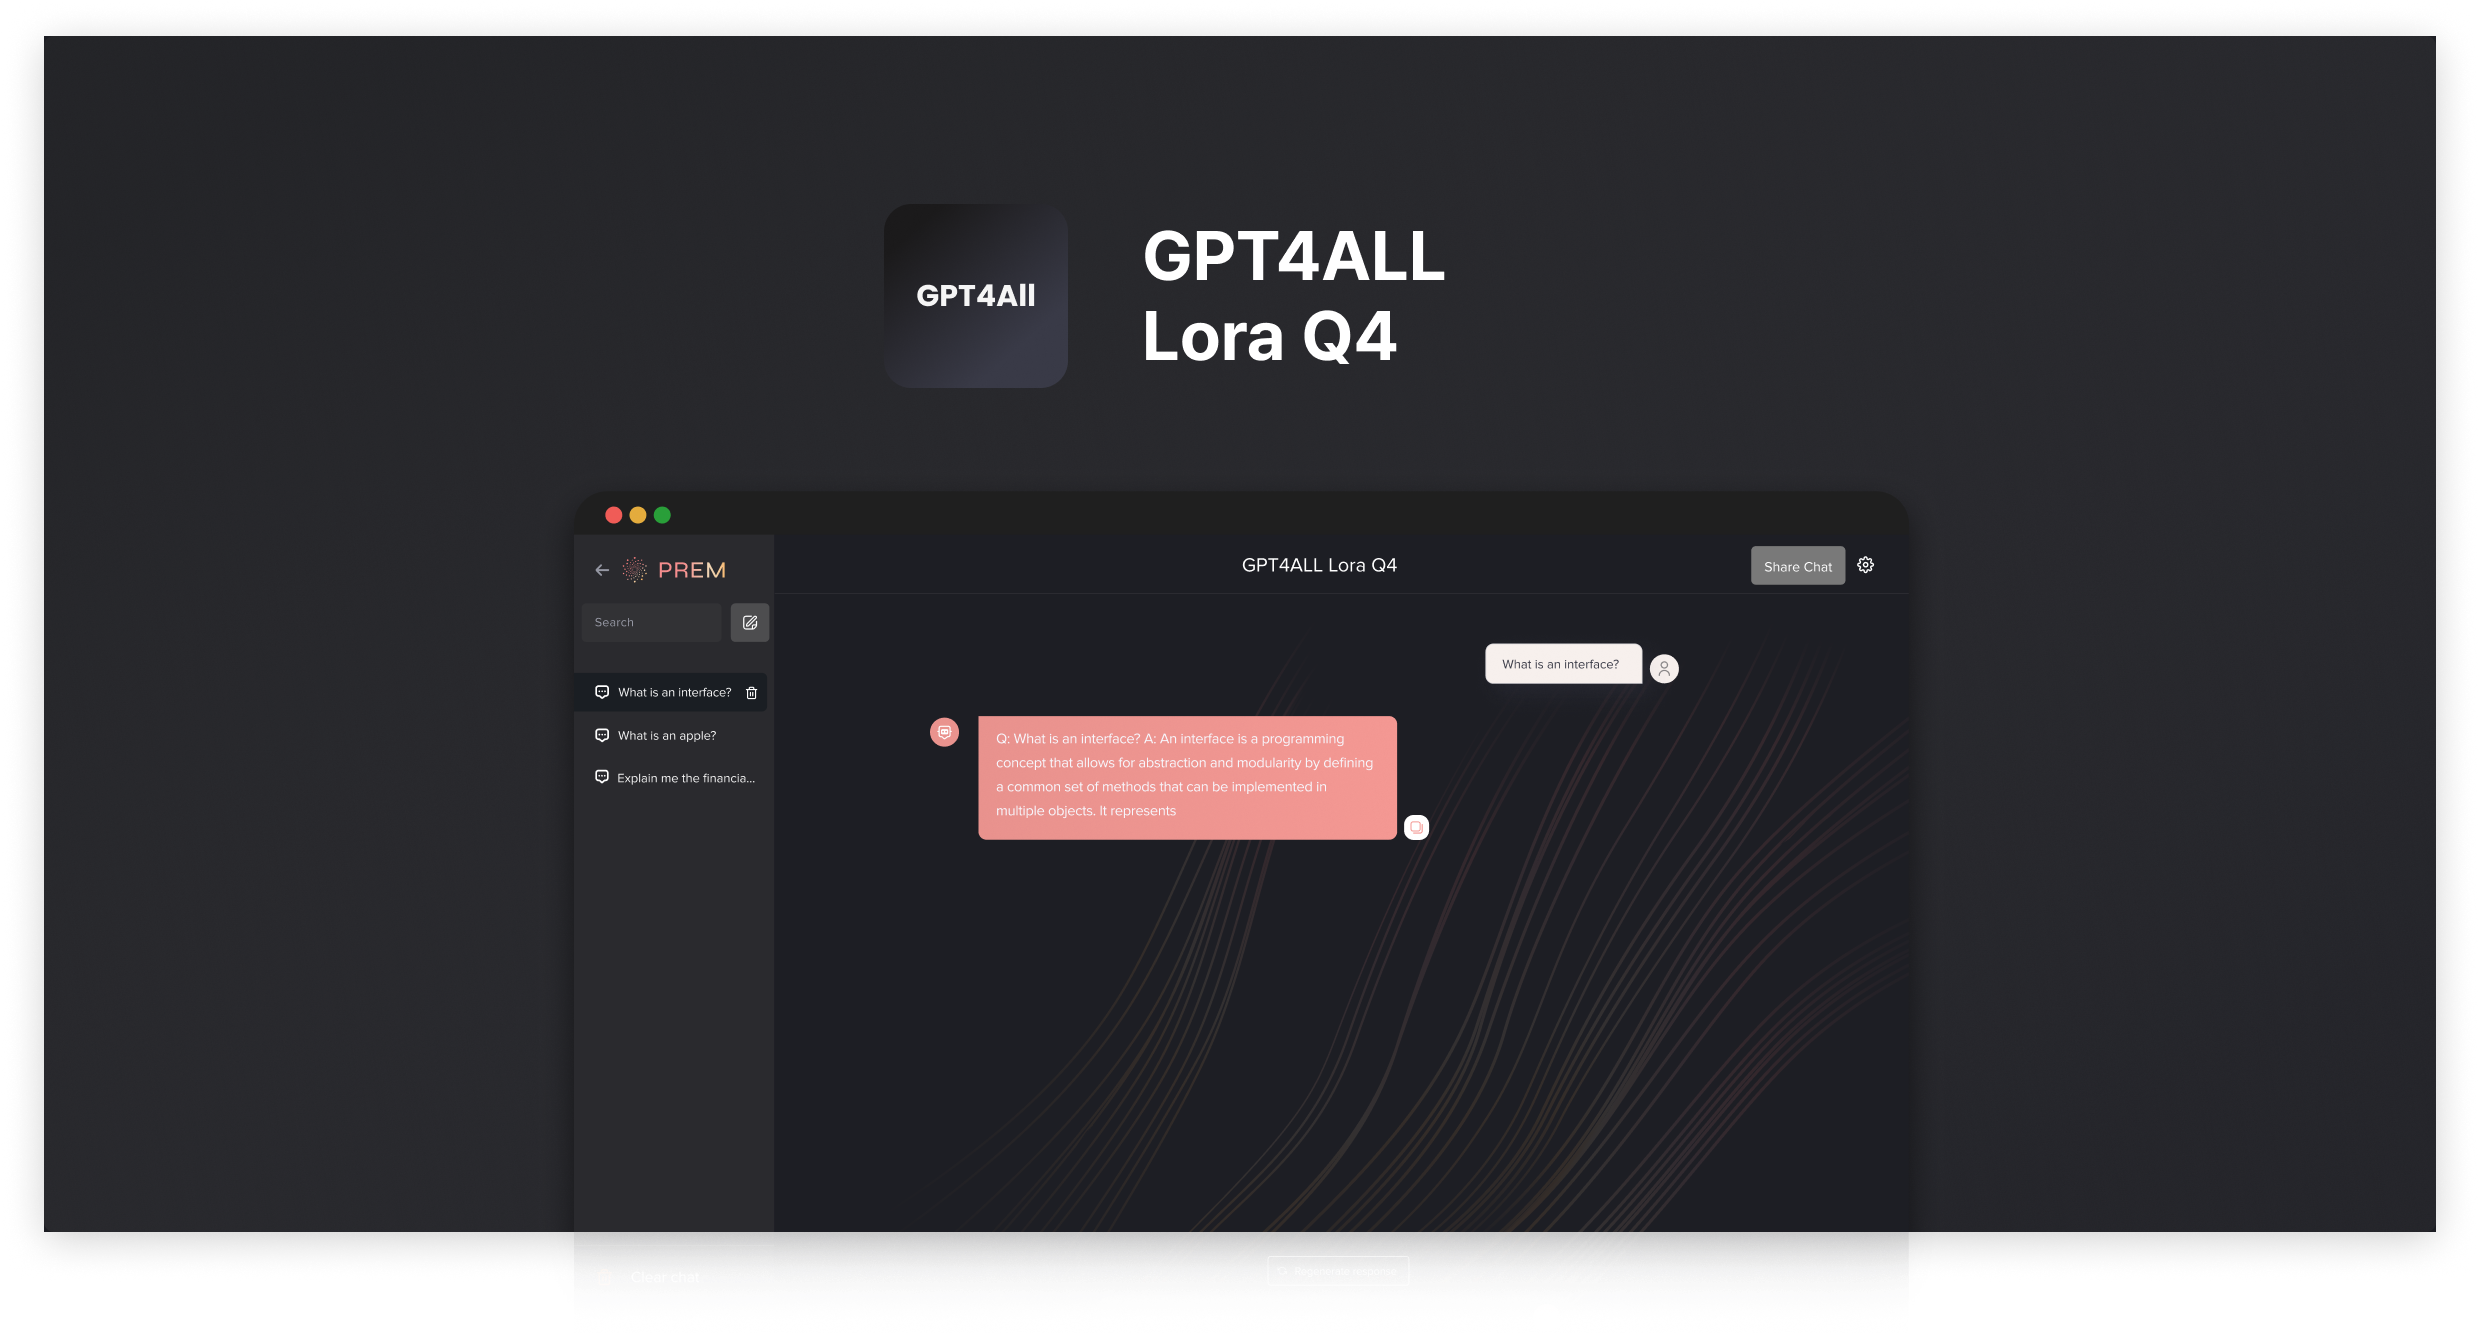 GPT4All
GPT4ALL
Lora Q4
PREM
GPT4ALL Lora Q4
Share Chat
Search
What is an interface?
What is an apple?
Explain me the financia...
What is an interface?
Q: What is an interface? A: An interface is a programming
concept that allows for abstraction and modularity by defining
a common set of methods that can be implemented in
multiple objects. It represents
Clear chat